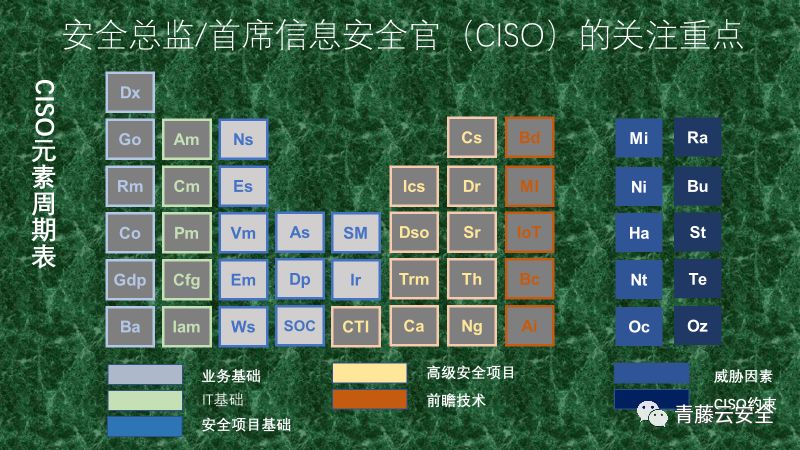 安全总监/首席信息安全官（CISO）的关注重点
CISO元素周期表
Dx
Cs Bd Mi Ra
Go Am Ns
Rm Cm Es Ics Dr Ml Ni Bu
Co Pm Vm As SM Dso Sr IoT Ha St
Gdp Cfg Em Dp Ir Trm Th Bc Nt Te
Ba Iam Ws SOC CTI Ca Ng Ai Oc Oz
业务基础 高级安全项目 威胁因素
IT基础 前瞻技术 CISO约束
安全项目基础
青藤云安全